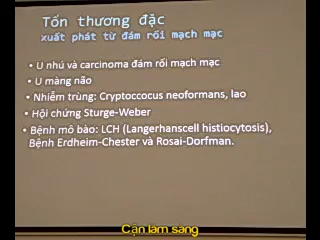 Tổn thương đặc
xuất phát từ đám rối mạch mạc
• U nhú và carcinoma đám rối mạch mạc
• U màng não
• Nhiễm trùng: Cryptoccocus neoformans, lao
• Hội chứng Sturge-Weber
• Bệnh mô bào: LCH (Langerhanscell histiocytosis),
Bệnh Erdheim-Chester và Rosai-Dorfman.
Cận lâm sàng